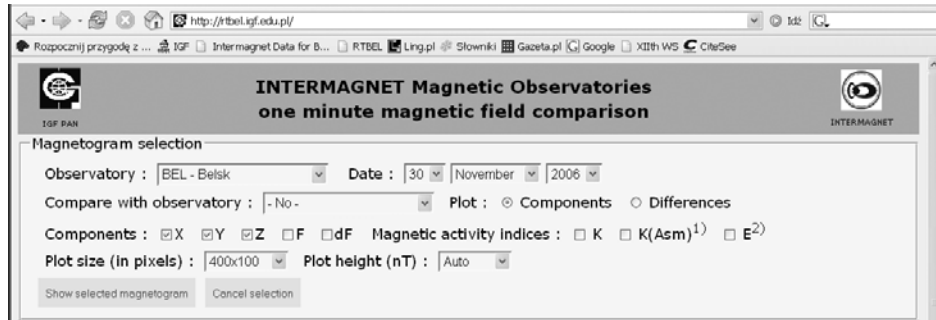 http://rtbel.igf.edu.pl/ Idź G
Rozpocznij przygodę z ... IGF Intermagnet Data for B... RTBEL Ling.pl Słowniki Gazeta.pl Google XIIth WS CiteSee
INTERMAGNET Magnetic Observatories
one minute magnetic field comparison
IGF PAN INTERMAGNET
Magnetogram selection
Observatory : BEL - Belsk Date : 30 November 2006
Compare with observatory : - No - Plot : Components Differences
Components : X Y Z F dF Magnetic activity indices : K K(Asm)1) E2)
Plot size (in pixels) : 400x100 Plot height (nT) : Auto
Show selected magnetogram Cancel selection